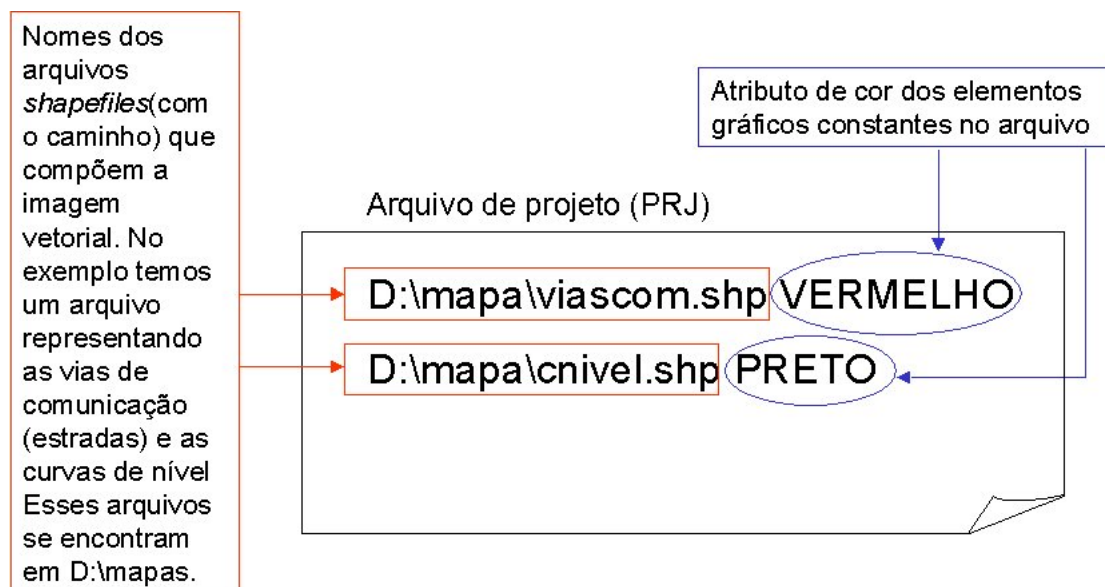 Nomes dos
arquivos
shapefiles(com
o caminho) que
compõem a
imagem
vetorial. No
exemplo temos
um arquivo
representando
as vias de
comunicação
(estradas) e as
curvas de nível
Esses arquivos
se encontram
em D:\mapas.
Atributo de cor dos elementos
gráficos constantes no arquivo
Arquivo de projeto (PRJ)
D:\mapa\viascom.shp VERMELHO
D:\mapa\cnivel.shp PRETO